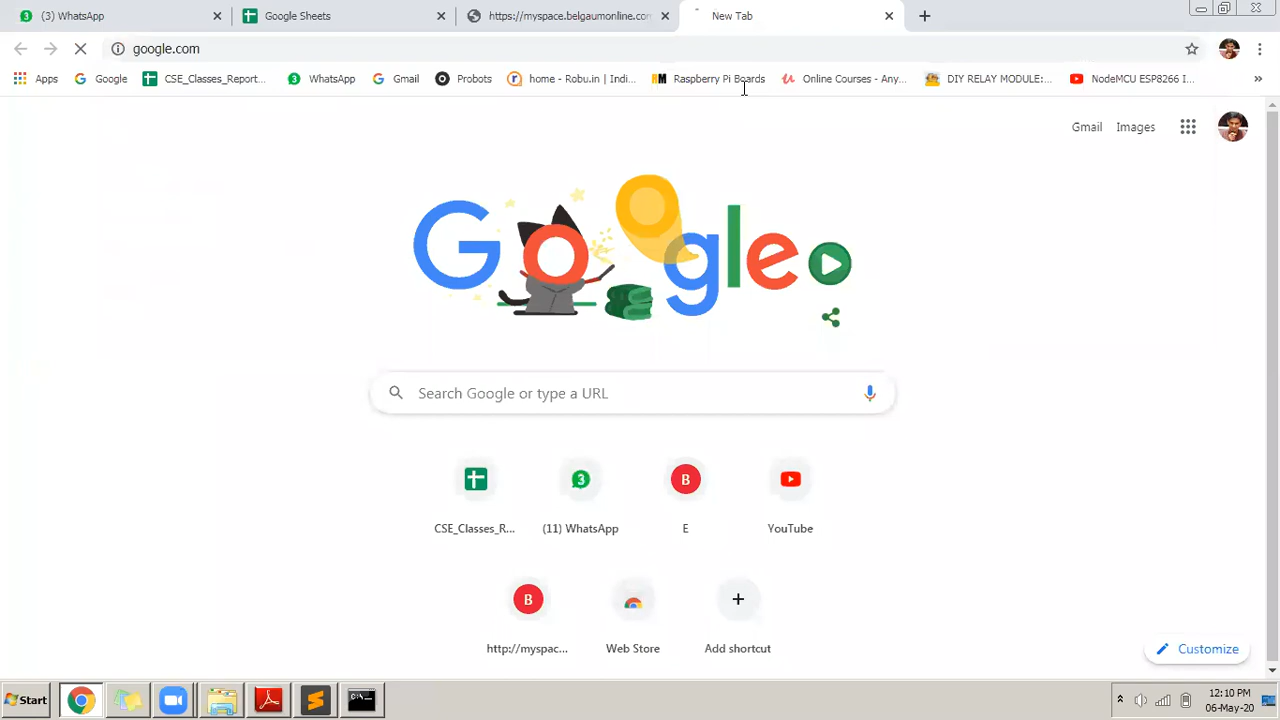 (3) WhatsApp
Google Sheets
https://myspace.belgaumonline.com
New Tab
google.com
Apps
Google
CSE_Classes_Report...
WhatsApp
Gmail
Probots
home - Robu.in | Indi...
Raspberry Pi Boards
Online Courses - Any...
DIY RELAY MODULE:...
NodeMCU ESP8266 I...
Gmail
Images
Google
Search Google or type a URL
CSE_Classes_R...
(11) WhatsApp
E
YouTube
http://myspac...
Web Store
Add shortcut
Customize
Start
12:10 PM
06-May-20